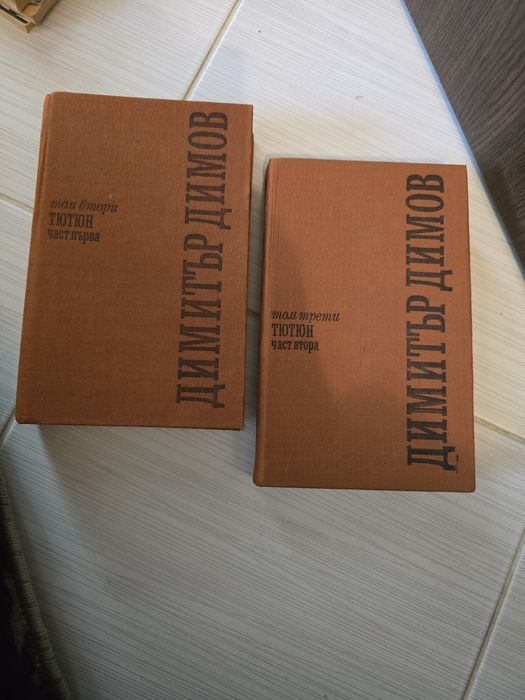 том втори
ТЮТЮН
част първа
ДИМИТЪР ДИМОВ
том трети
ТЮТЮН
част втора
ДИМИТЪР ДИМОВ